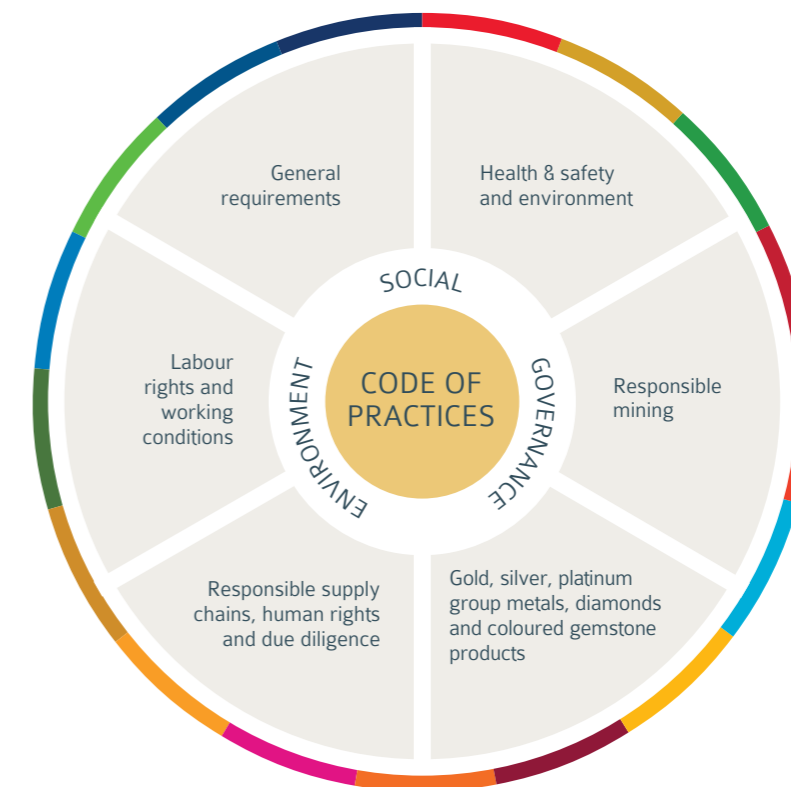 General
requirements
Health & safety
and environment
SOCIAL
Labour
rights and
working
conditions
ENVIRONMENT
CODE OF
PRACTICES
GOVERNANCE
Responsible
mining
Responsible supply
chains, human rights
and due diligence
Gold, silver, platinum
group metals, diamonds
and coloured gemstone
products